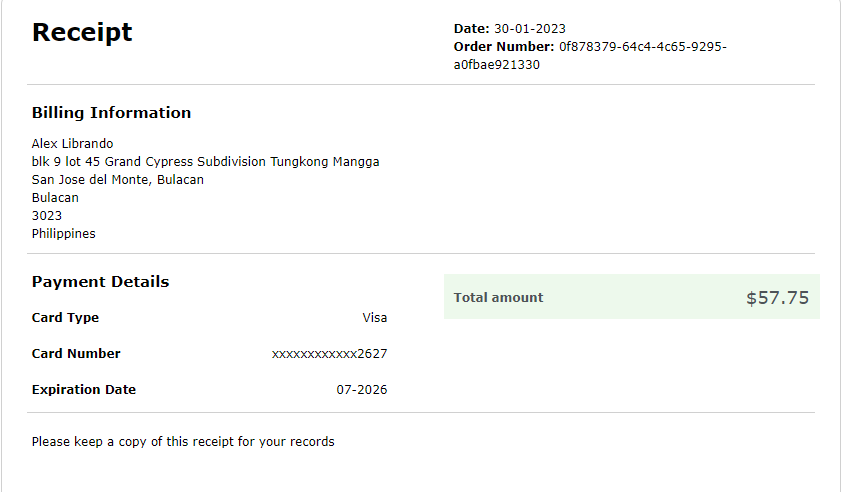 Receipt
Date: 30-01-2023
Order Number: 0f878379-64c4-4c65-9295-
a0fbae921330
Billing Information
Alex Librando
blk 9 lot 45 Grand Cypress Subdivision Tungkong Mangga
San Jose del Monte, Bulacan
Bulacan
3023
Philippines
Payment Details
Total amount $57.75
Card Type Visa
Card Number xxxxxxxxxxxx2627
Expiration Date 07-2026
Please keep a copy of this receipt for your records